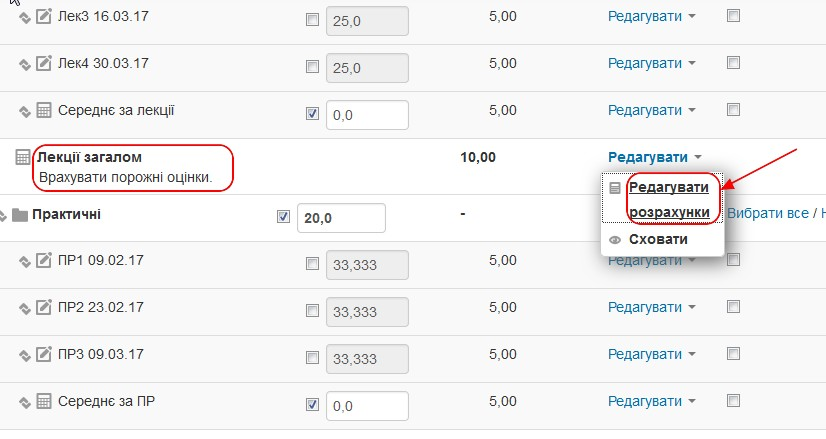 Лек3 16.03.17 25,0 5,00 Редагувати
Лек4 30.03.17 25,0 5,00 Редагувати
Середнє за лекції 0,0 5,00 Редагувати
Лекції загалом 10,00 Редагувати
Врахувати порожні оцінки.
Редагувати
розрахунки
Сховати
Практичні 20,0 - Вибрати все /
ПР1 09.02.17 33,333 5,00 Редагувати
ПР2 23.02.17 33,333 5,00 Редагувати
ПР3 09.03.17 33,333 5,00 Редагувати
Середнє за ПР 0,0 5,00 Редагувати